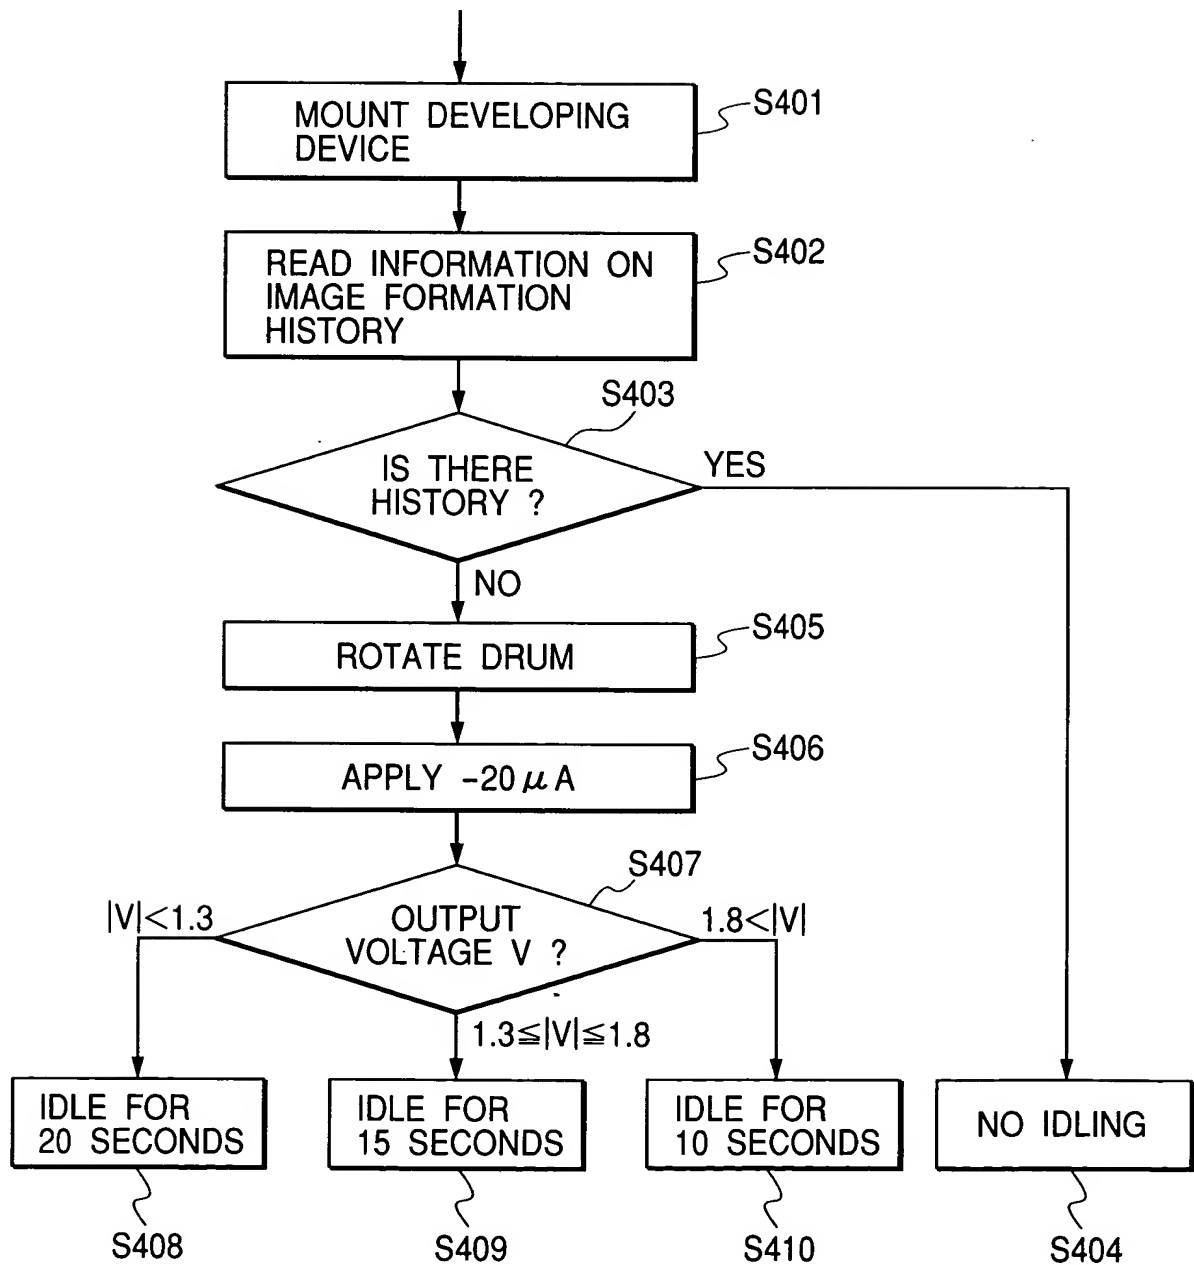 MOUNT DEVELOPING
DEVICE
S401
READ INFORMATION ON
IMAGE FORMATION
HISTORY
S402
S403
IS THERE
HISTORY ?
YES
NO
ROTATE DRUM
S405
APPLY -20μA
S406
S407
OUTPUT
VOLTAGE V ?
|V|<1.3
1.8<|V|
1.3≦|V|≦1.8
IDLE FOR
20 SECONDS
IDLE FOR
15 SECONDS
IDLE FOR
10 SECONDS
NO IDLING
S408
S409
S410
S404